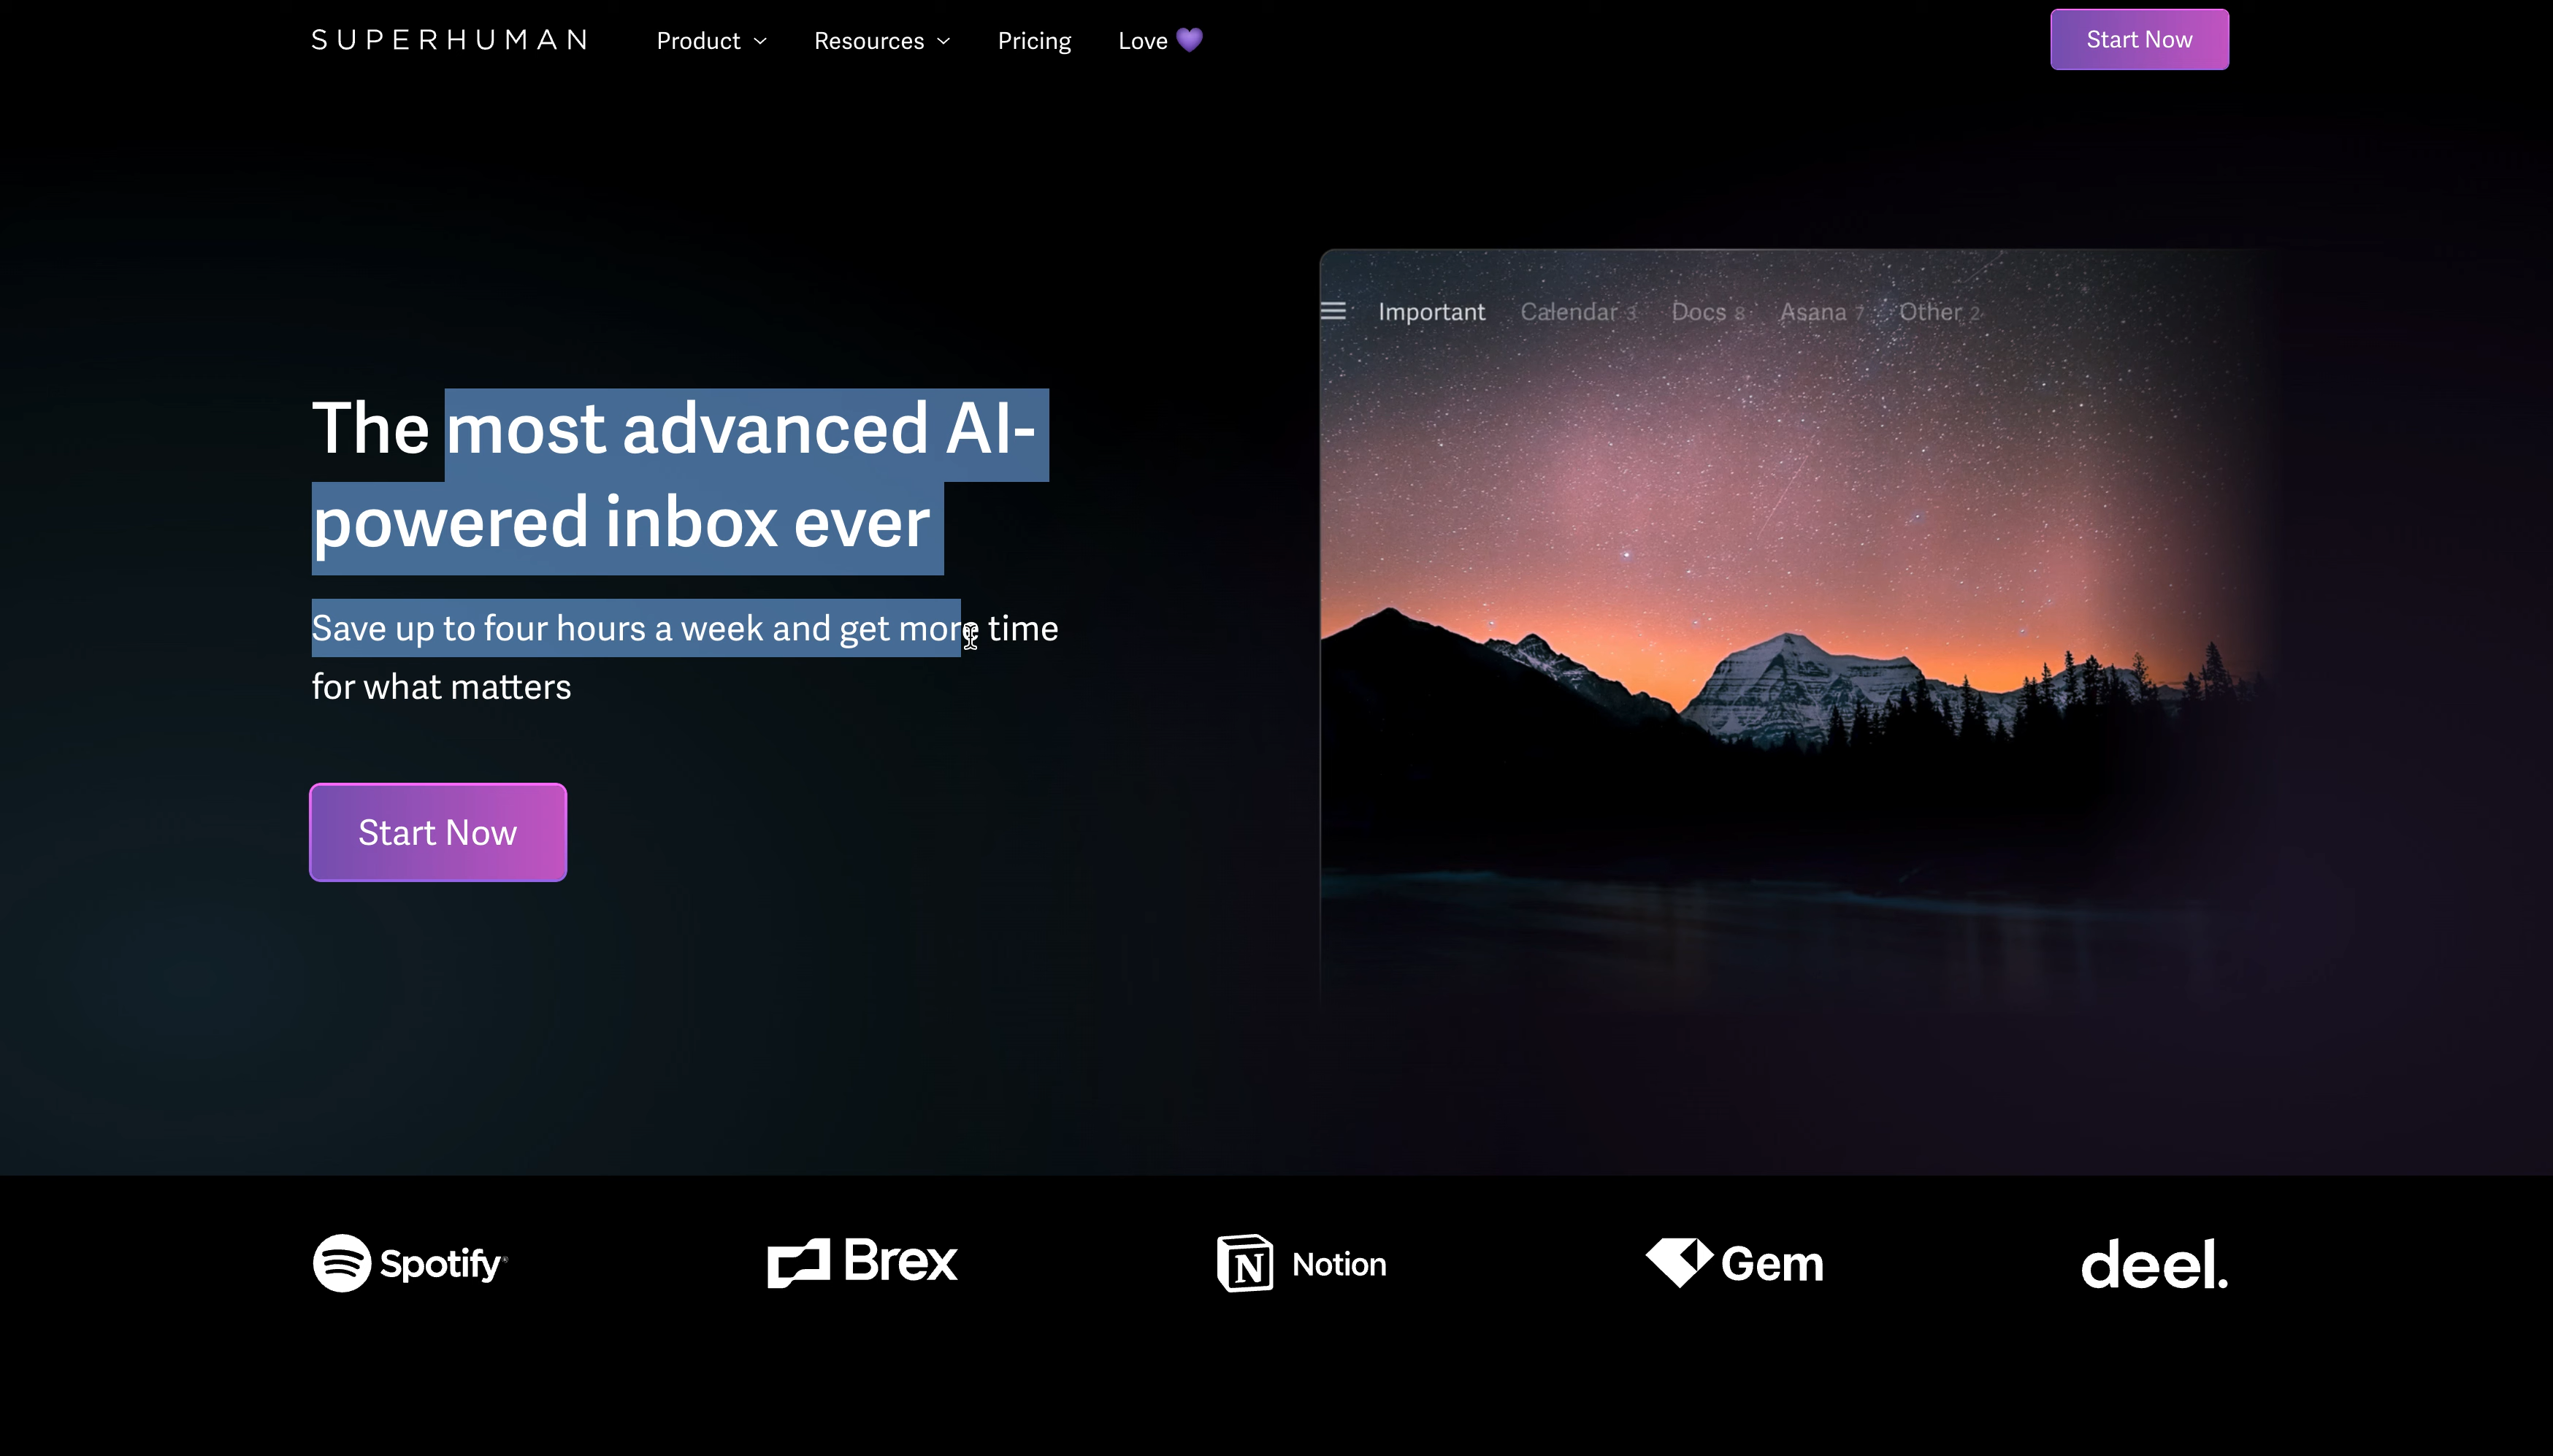 SUPERHUMAN Product Resources Pricing Love 💜 Start Now
Important Calendar 3 Docs 8 Asana 7 Other 2
The most advanced AI-
powered inbox ever
Save up to four hours a week and get more time
for what matters
Start Now
Spotify Brex Notion Gem deel.